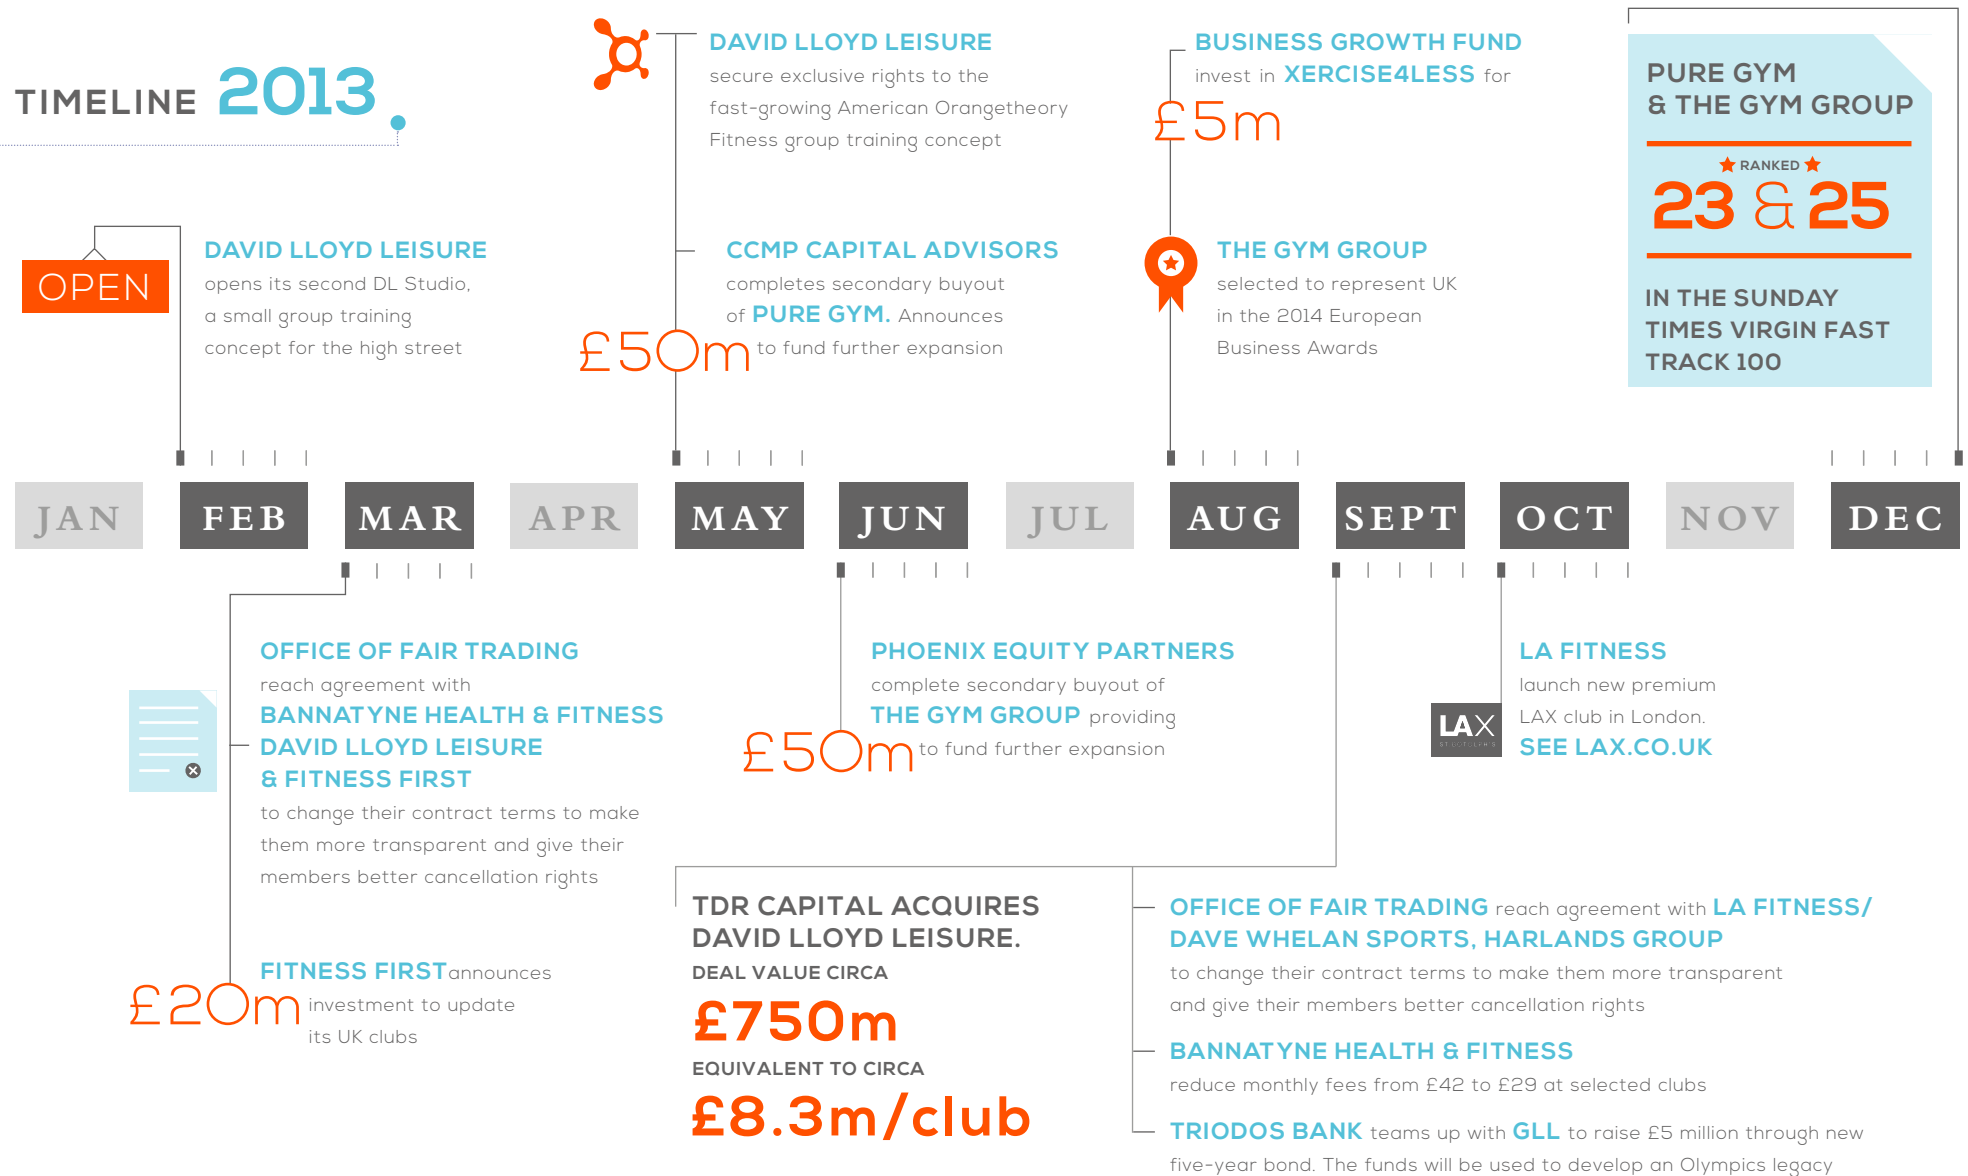 TIMELINE 2013
OPEN
DAVID LLOYD LEISURE
opens its second DL Studio,
a small group training
concept for the high street
DAVID LLOYD LEISURE
secure exclusive rights to the
fast-growing American Orangetheory
Fitness group training concept
CCMP CAPITAL ADVISORS
completes secondary buyout
of PURE GYM. Announces
£50m to fund further expansion
BUSINESS GROWTH FUND
invest in XERCISE4LESS for
£5m
THE GYM GROUP
selected to represent UK
in the 2014 European
Business Awards
PURE GYM
& THE GYM GROUP
RANKED
23 & 25
IN THE SUNDAY
TIMES VIRGIN FAST
TRACK 100
JAN FEB MAR APR MAY JUN JUL AUG SEPT OCT NOV DEC
OFFICE OF FAIR TRADING
reach agreement with
BANNATYNE HEALTH & FITNESS
DAVID LLOYD LEISURE
& FITNESS FIRST
to change their contract terms to make
them more transparent and give their
members better cancellation rights
FITNESS FIRST announces
£20m investment to update
its UK clubs
PHOENIX EQUITY PARTNERS
complete secondary buyout of
THE GYM GROUP providing
£50m to fund further expansion
LA FITNESS
launch new premium
LAX club in London.
SEE LAX.CO.UK
LAX
TDR CAPITAL ACQUIRES
DAVID LLOYD LEISURE.
DEAL VALUE CIRCA
£750m
EQUIVALENT TO CIRCA
£8.3m/club
OFFICE OF FAIR TRADING reach agreement with LA FITNESS/
DAVE WHELAN SPORTS, HARLANDS GROUP
to change their contract terms to make them more transparent
and give their members better cancellation rights
BANNATYNE HEALTH & FITNESS
reduce monthly fees from £42 to £29 at selected clubs
TRIODOS BANK teams up with GLL to raise £5 million through new
five-year bond. The funds will be used to develop an Olympics legacy